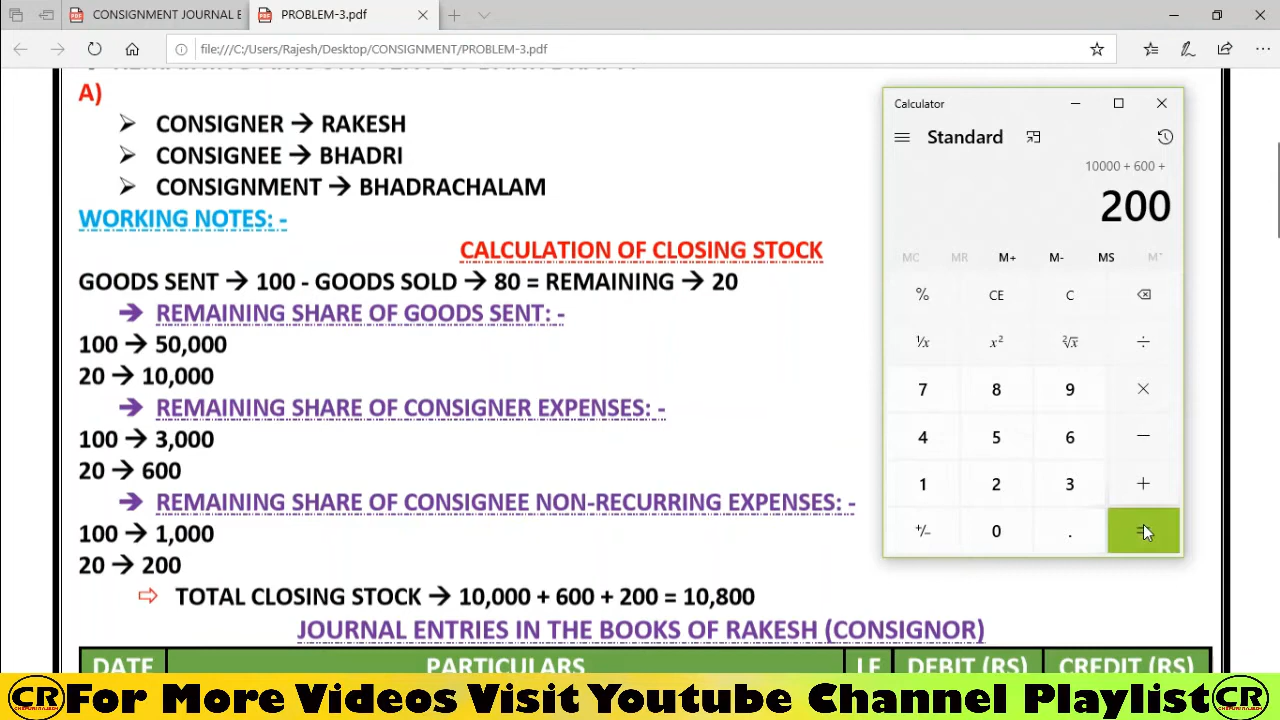 CONSIGNMENT JOURNAL E
PROBLEM-3.pdf
file:///C:/Users/Rajesh/Desktop/CONSIGNMENT/PROBLEM-3.pdf
A)
➢ CONSIGNER → RAKESH
➢ CONSIGNEE → BHADRI
➢ CONSIGNMENT → BHADRACHALAM
WORKING NOTES: -
CALCULATION OF CLOSING STOCK
GOODS SENT → 100 - GOODS SOLD → 80 = REMAINING → 20
➔ REMAINING SHARE OF GOODS SENT: -
100 → 50,000
20 → 10,000
➔ REMAINING SHARE OF CONSIGNER EXPENSES: -
100 → 3,000
20 → 600
➔ REMAINING SHARE OF CONSIGNEE NON-RECURRING EXPENSES: -
100 → 1,000
20 → 200
⇨ TOTAL CLOSING STOCK → 10,000 + 600 + 200 = 10,800
JOURNAL ENTRIES IN THE BOOKS OF RAKESH (CONSIGNOR)
DATE PARTICULARS LF DEBIT (RS) CREDIT (RS)
Calculator
Standard
10000 + 600 +
200
MC MR M+ M- MS M˅
% CE C
¹/x x² ²√x ÷
7 8 9 ×
4 5 6 −
1 2 3 +
+/− 0 . =
CR For More Videos Visit Youtube Channel Playlist CR
CHEPURI RAJESH